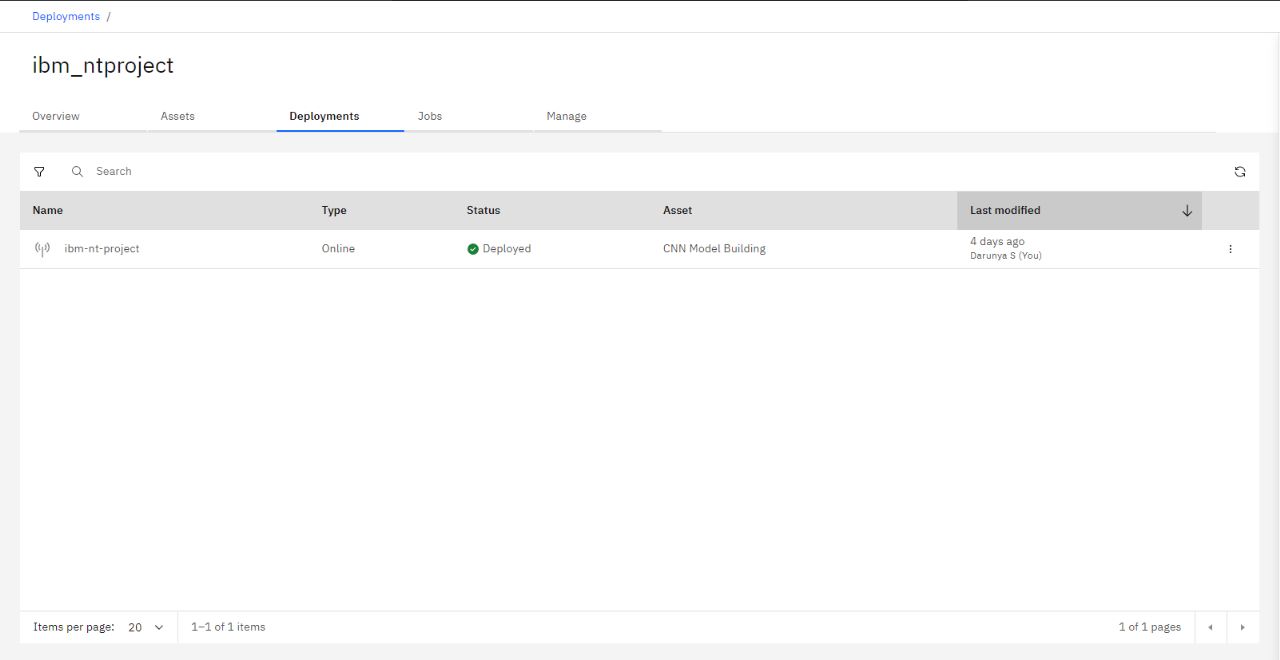 Deployments /
ibm_ntproject
Overview Assets Deployments Jobs Manage
Search
Name Type Status Asset Last modified
ibm-nt-project Online Deployed CNN Model Building 4 days ago
Darunya S (You)
Items per page: 20 1–1 of 1 items 1 of 1 pages